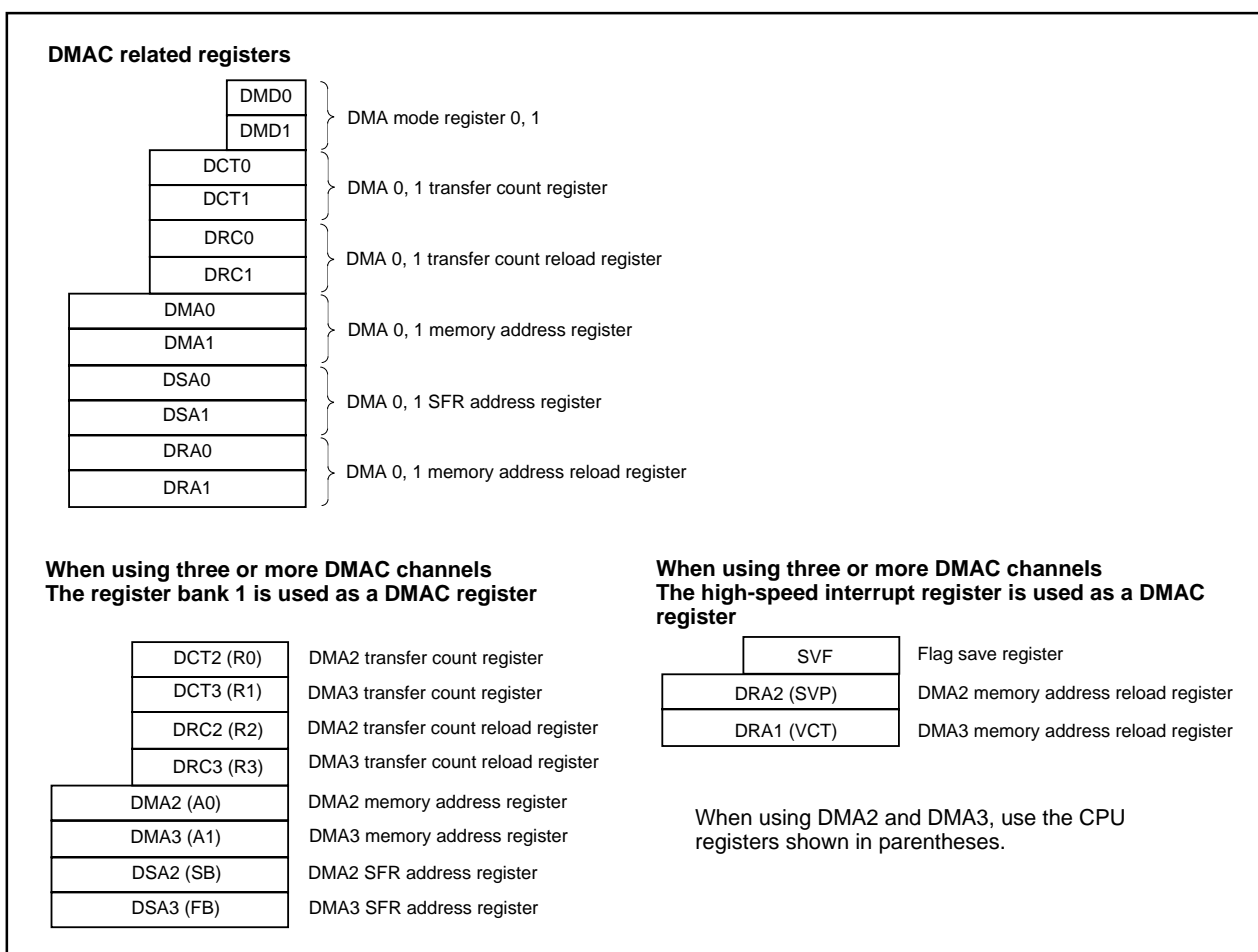 DMAC related registers
DMD0
DMD1
DMA mode register 0, 1
DCT0
DCT1
DMA 0, 1 transfer count register
DRC0
DRC1
DMA 0, 1 transfer count reload register
DMA0
DMA1
DMA 0, 1 memory address register
DSA0
DSA1
DMA 0, 1 SFR address register
DRA0
DRA1
DMA 0, 1 memory address reload register
When using three or more DMAC channels
The register bank 1 is used as a DMAC register
DCT2 (R0) DMA2 transfer count register
DCT3 (R1) DMA3 transfer count register
DRC2 (R2) DMA2 transfer count reload register
DRC3 (R3) DMA3 transfer count reload register
DMA2 (A0) DMA2 memory address register
DMA3 (A1) DMA3 memory address register
DSA2 (SB) DMA2 SFR address register
DSA3 (FB) DMA3 SFR address register
When using three or more DMAC channels
The high-speed interrupt register is used as a DMAC
register
SVF Flag save register
DRA2 (SVP) DMA2 memory address reload register
DRA1 (VCT) DMA3 memory address reload register
When using DMA2 and DMA3, use the CPU
registers shown in parentheses.